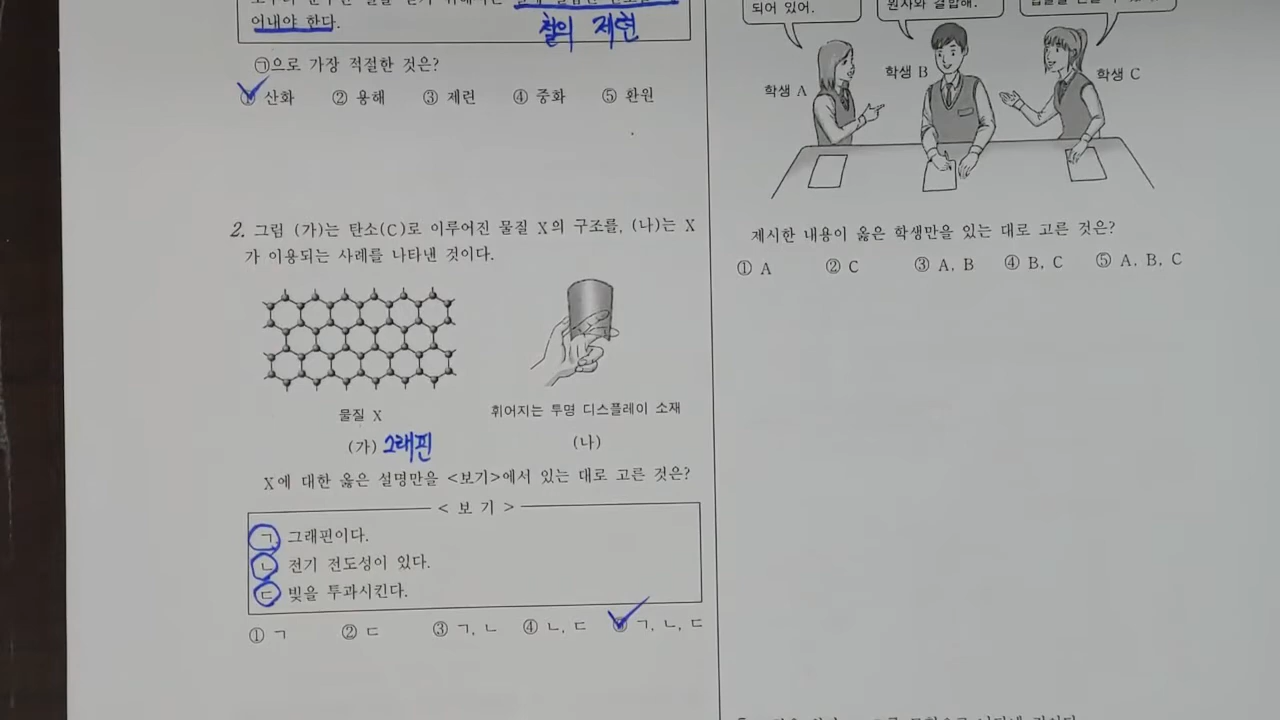 어내야 한다.
철의 제련
㉠으로 가장 적절한 것은?
① 산화 ② 용해 ③ 제련 ④ 중화 ⑤ 환원
2. 그림 (가)는 탄소(C)로 이루어진 물질 X의 구조를, (나)는 X
가 이용되는 사례를 나타낸 것이다.
물질 X
휘어지는 투명 디스플레이 소재
(가) 그래핀
(나)
X에 대한 옳은 설명만을 <보기>에서 있는 대로 고른 것은?
< 보 기 >
ㄱ 그래핀이다.
ㄴ 전기 전도성이 있다.
ㄷ 빛을 투과시킨다.
① ㄱ ② ㄷ ③ ㄱ, ㄴ ④ ㄴ, ㄷ ⑤ ㄱ, ㄴ, ㄷ
되어 있어.
원자와 결합해.
학생 A
학생 B
학생 C
제시한 내용이 옳은 학생만을 있는 대로 고른 것은?
① A ② C ③ A, B ④ B, C ⑤ A, B, C